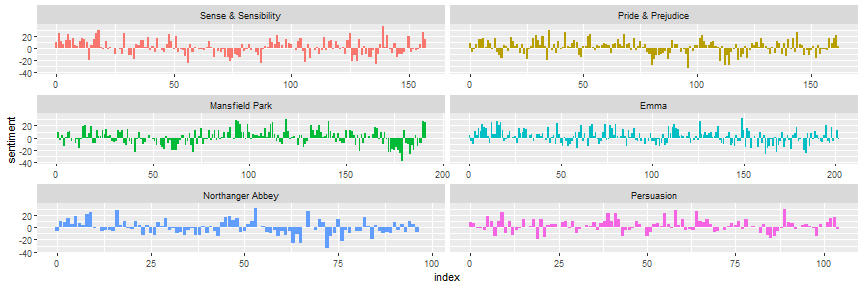 Sense & Sensibility
Pride & Prejudice
20
0
-20
-40
0 50 100 150
0 50 100 150
Mansfield Park
Emma
sentiment
20
0
-20
-40
0 50 100 150 200
0 50 100 150 200
Northanger Abbey
Persuasion
20
0
-20
-40
0 25 50 75 100
0 25 50 75 100
index